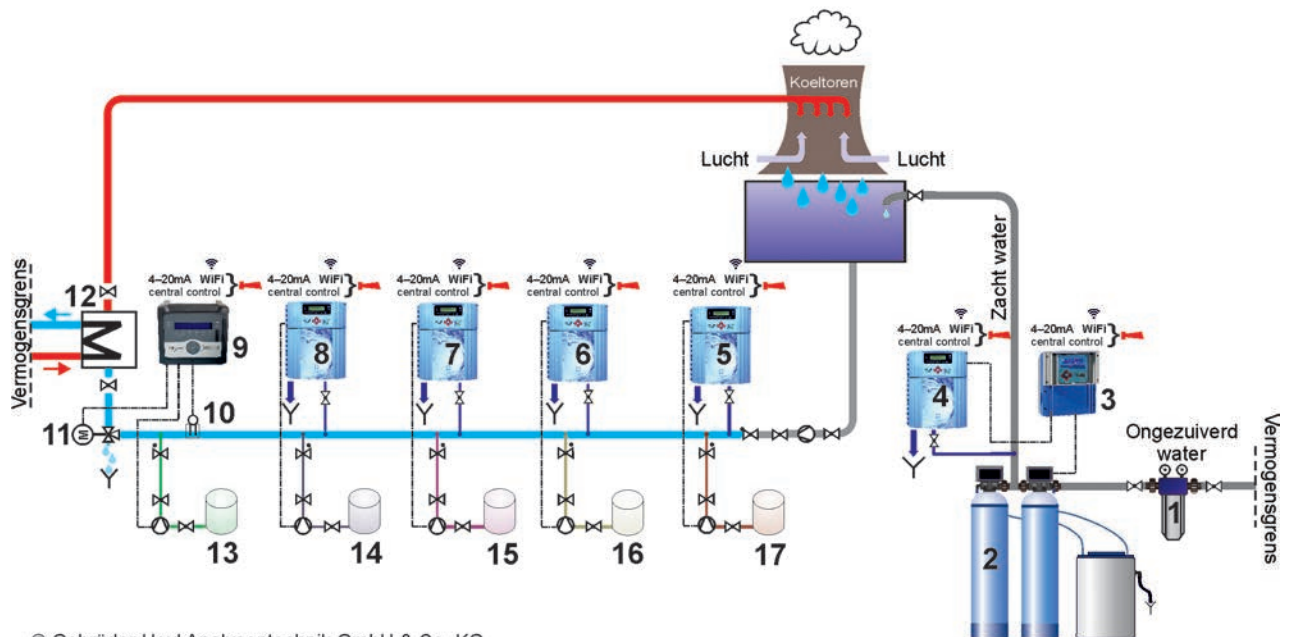 Koeltoren
Lucht
Lucht
Zacht water
4–20mA WiFi
central control
4–20mA WiFi
central control
4–20mA WiFi
central control
4–20mA WiFi
central control
4–20mA WiFi
central control
Vermogensgrens
12
9
8
7
6
5
4–20mA WiFi
central control
4–20mA WiFi
central control
4
3
11
M
10
Ongezuiverd
water
Vermogensgrens
1
2
13
14
15
16
17